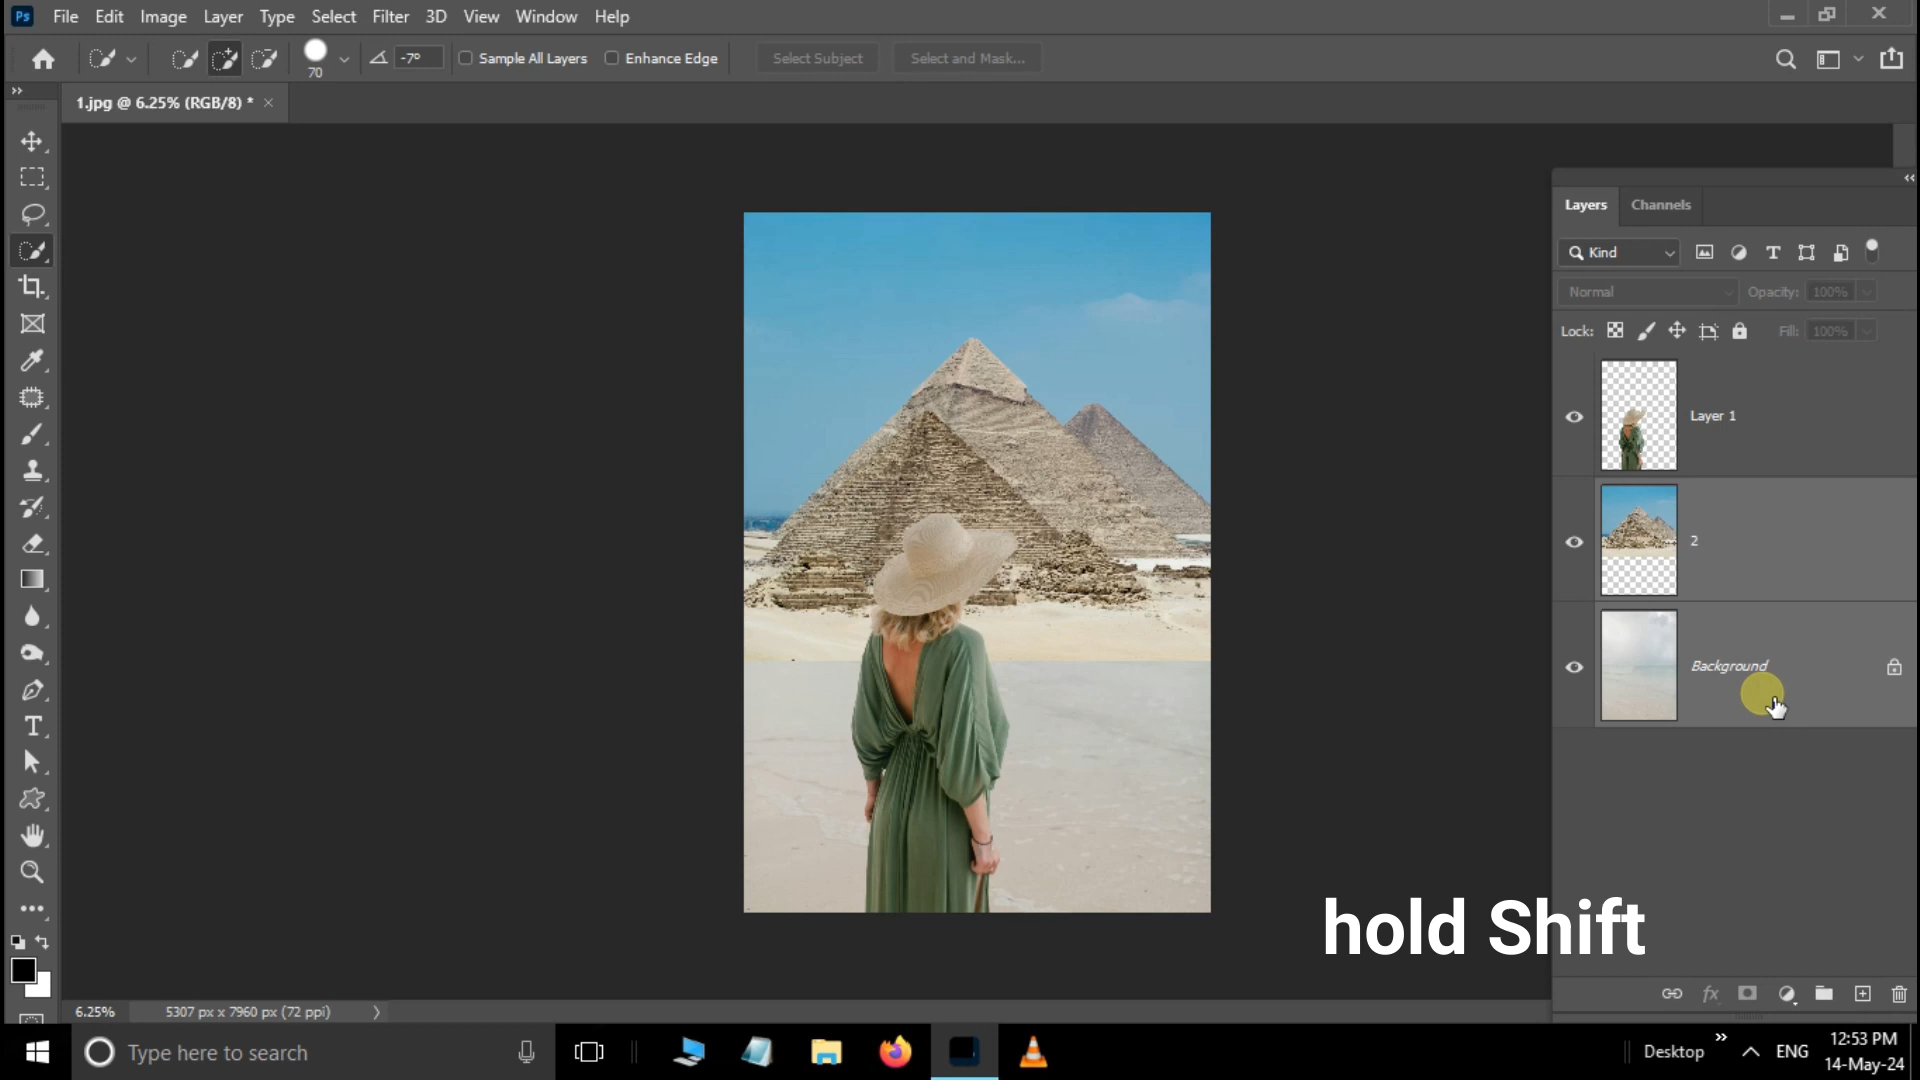 Ps File Edit Image Layer Type Select Filter 3D View Window Help
70 -7° Sample All Layers Enhance Edge Select Subject Select and Mask...
1.jpg @ 6.25% (RGB/8) *
Layers Channels
Kind
Normal Opacity: 100%
Lock: Fill: 100%
Layer 1
2
Background
hold Shift
6.25% 5307 px x 7960 px (72 ppi)
Type here to search
Desktop ENG
12:53 PM
14-May-24